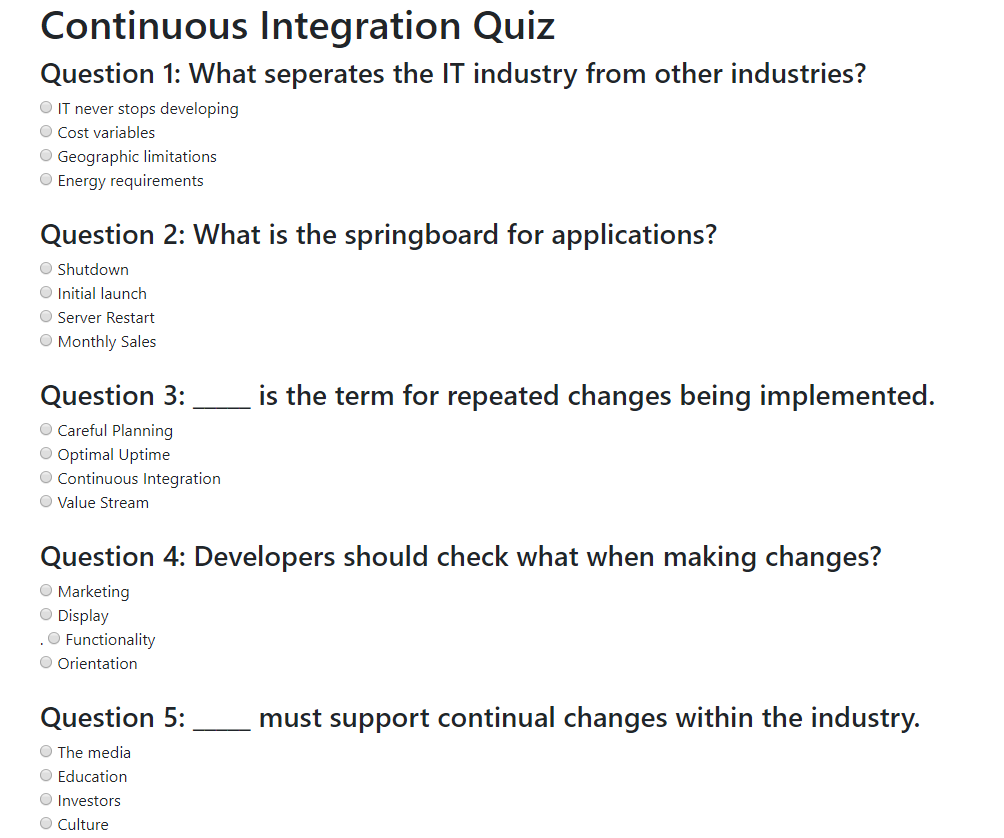 Continuous Integration Quiz
Question 1: What seperates the IT industry from other industries?
IT never stops developing
Cost variables
Geographic limitations
Energy requirements
Question 2: What is the springboard for applications?
Shutdown
Initial launch
Server Restart
Monthly Sales
Question 3: _____ is the term for repeated changes being implemented.
Careful Planning
Optimal Uptime
Continuous Integration
Value Stream
Question 4: Developers should check what when making changes?
Marketing
Display
. Functionality
Orientation
Question 5: _____ must support continual changes within the industry.
The media
Education
Investors
Culture